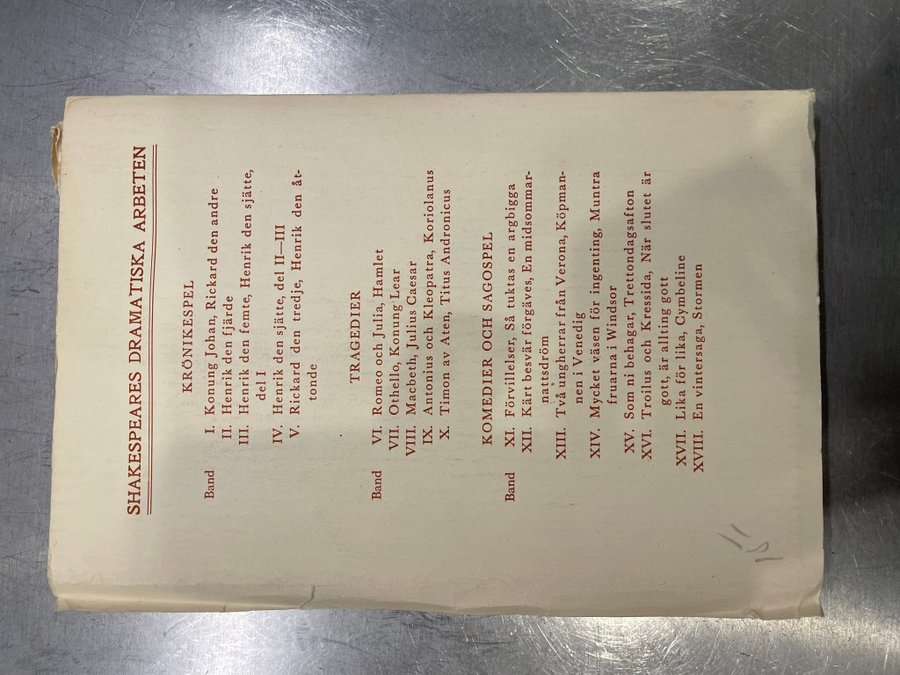 SHAKESPEARES DRAMATISKA ARBETEN
KRÖNIKESPEL
Band I. Konung Johan, Rickard den andre
II. Henrik den fjärde
III. Henrik den femte, Henrik den sjätte,
del I
IV. Henrik den sjätte, del II—III
V. Rickard den tredje, Henrik den åt-
tonde
TRAGEDIER
Band VI. Romeo och Julia, Hamlet
VII. Othello, Konung Lear
VIII. Macbeth, Julius Caesar
IX. Antonius och Kleopatra, Koriolanus
X. Timon av Aten, Titus Andronicus
KOMEDIER OCH SAGOSPEL
Band XI. Förvillelser, Så tuktas en argbigga
XII. Kärt besvär förgäves, En midsommar-
nattsdröm
XIII. Två ungherrar från Verona, Köpman-
nen i Venedig
XIV. Mycket väsen för ingenting, Muntra
fruarna i Windsor
XV. Som ni behagar, Trettondagsafton
XVI. Troilus och Kressida, När slutet är
gott, är allting gott
XVII. Lika för lika, Cymbeline
XVIII. En vintersaga, Stormen